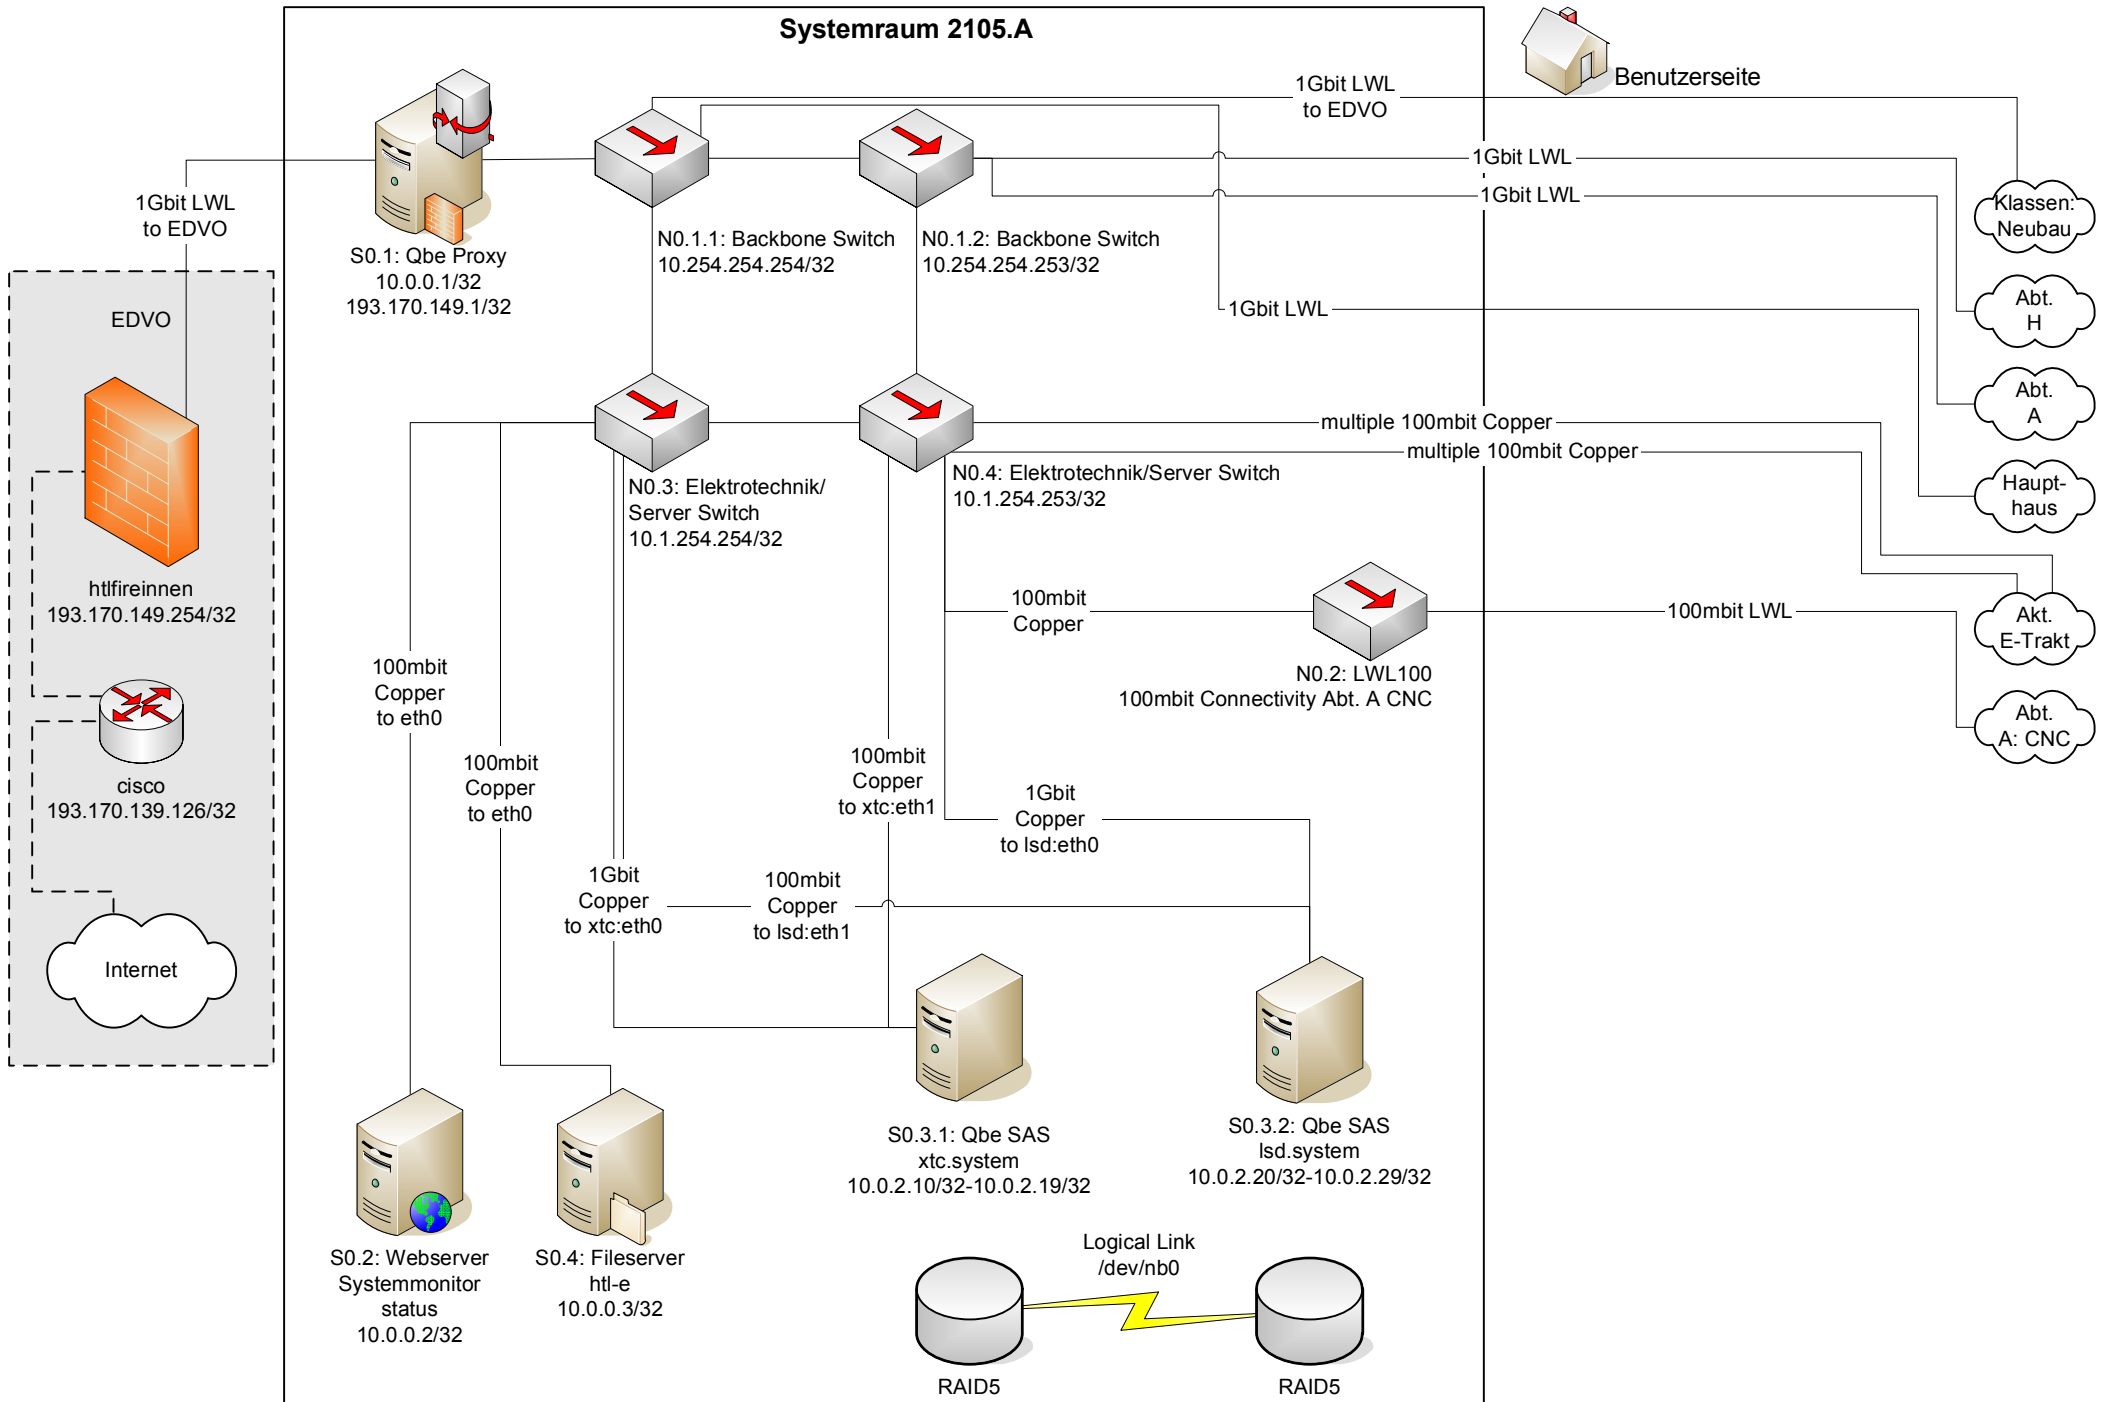 Systemraum 2105.A
Benutzerseite
1Gbit LWL
to EDVO
1Gbit LWL
to EDVO
1Gbit LWL
1Gbit LWL
1Gbit LWL
Klassen:
Neubau
Abt.
H
Abt.
A
Haupt-
haus
Akt.
E-Trakt
Abt.
A: CNC
S0.1: Qbe Proxy
10.0.0.1/32
193.170.149.1/32
N0.1.1: Backbone Switch
10.254.254.254/32
N0.1.2: Backbone Switch
10.254.254.253/32
EDVO
htlfireinnen
193.170.149.254/32
cisco
193.170.139.126/32
Internet
multiple 100mbit Copper
multiple 100mbit Copper
N0.3: Elektrotechnik/
Server Switch
10.1.254.254/32
N0.4: Elektrotechnik/Server Switch
10.1.254.253/32
100mbit
Copper
100mbit LWL
N0.2: LWL100
100mbit Connectivity Abt. A CNC
100mbit
Copper
to eth0
100mbit
Copper
to eth0
100mbit
Copper
to xtc:eth1
1Gbit
Copper
to lsd:eth0
1Gbit
Copper
to xtc:eth0
100mbit
Copper
to lsd:eth1
S0.3.1: Qbe SAS
xtc.system
10.0.2.10/32-10.0.2.19/32
S0.3.2: Qbe SAS
lsd.system
10.0.2.20/32-10.0.2.29/32
S0.2: Webserver
Systemmonitor
status
10.0.0.2/32
S0.4: Fileserver
htl-e
10.0.0.3/32
Logical Link
/dev/nb0
RAID5
RAID5